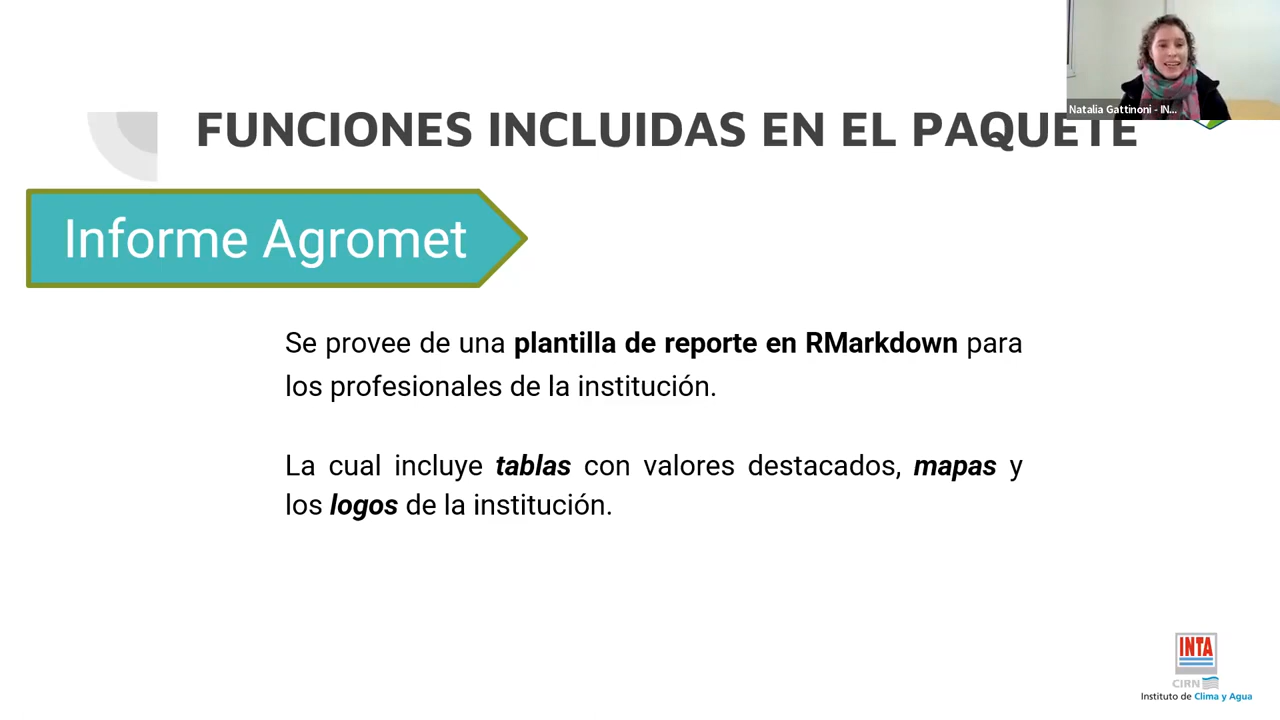 Natalia Gattinoni - IN...
FUNCIONES INCLUIDAS EN EL PAQUETE
Informe Agromet
Se provee de una plantilla de reporte en RMarkdown para
los profesionales de la institución.
La cual incluye tablas con valores destacados, mapas y
los logos de la institución.
INTA
CIRN
Instituto de Clima y Agua